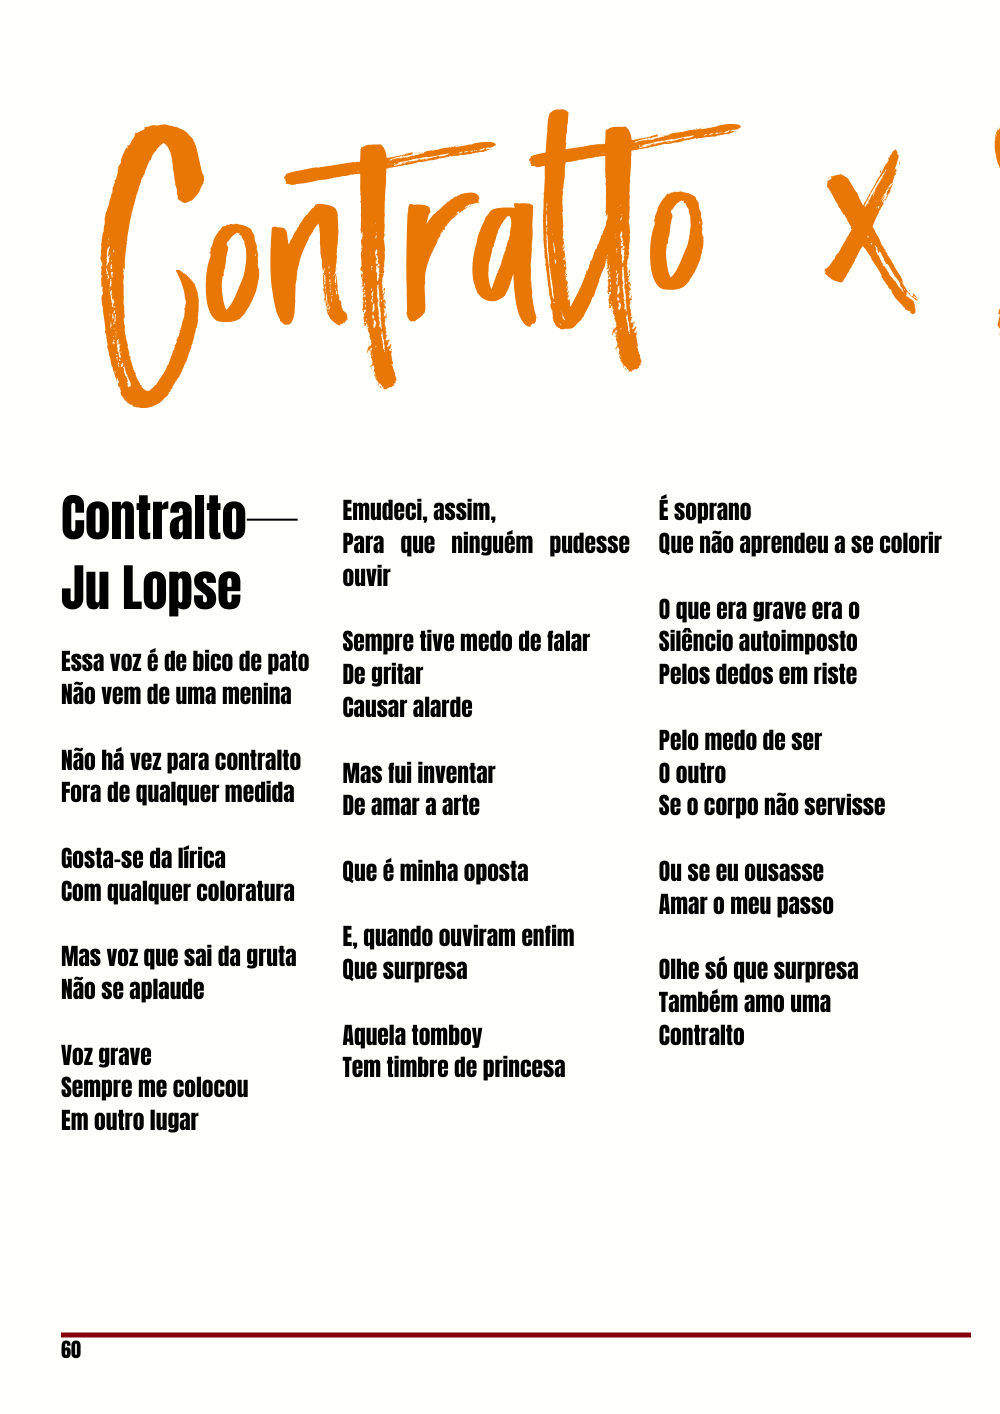 Contralto x
Contralto—
Ju Lopse
Essa voz é de bico de pato
Não vem de uma menina
Não há vez para contralto
Fora de qualquer medida
Gosta-se da lírica
Com qualquer coloratura
Mas voz que sai da gruta
Não se aplaude
Voz grave
Sempre me colocou
Em outro lugar
Emudeci, assim,
Para que ninguém pudesse
ouvir
Sempre tive medo de falar
De gritar
Causar alarde
Mas fui inventar
De amar a arte
Que é minha oposta
E, quando ouviram enfim
Que surpresa
Aquela tomboy
Tem timbre de princesa
É soprano
Que não aprendeu a se colorir
O que era grave era o
Silêncio autoimposto
Pelos dedos em riste
Pelo medo de ser
O outro
Se o corpo não servisse
Ou se eu ousasse
Amar o meu passo
Olhe só que surpresa
Também amo uma
Contralto
60